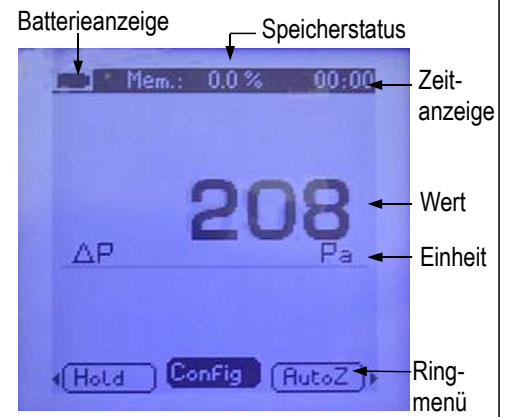 Batterieanzeige
Speicherstatus
Mem.: 0.0 % 00:00
Zeit-
anzeige
208
Wert
ΔP Pa
Einheit
Hold Config AutoZ
Ring-
menü